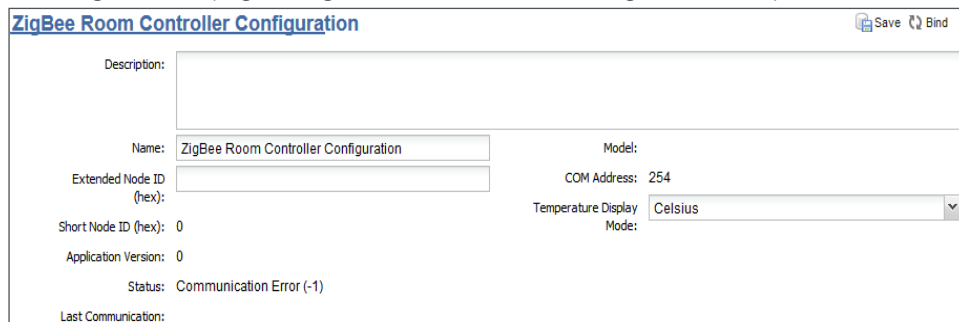 ZigBee Room Controller Configuration
Save Bind
Description:
Name: ZigBee Room Controller Configuration
Model:
Extended Node ID (hex):
COM Address: 254
Temperature Display Mode: Celsius
Short Node ID (hex): 0
Application Version: 0
Status: Communication Error (-1)
Last Communication: